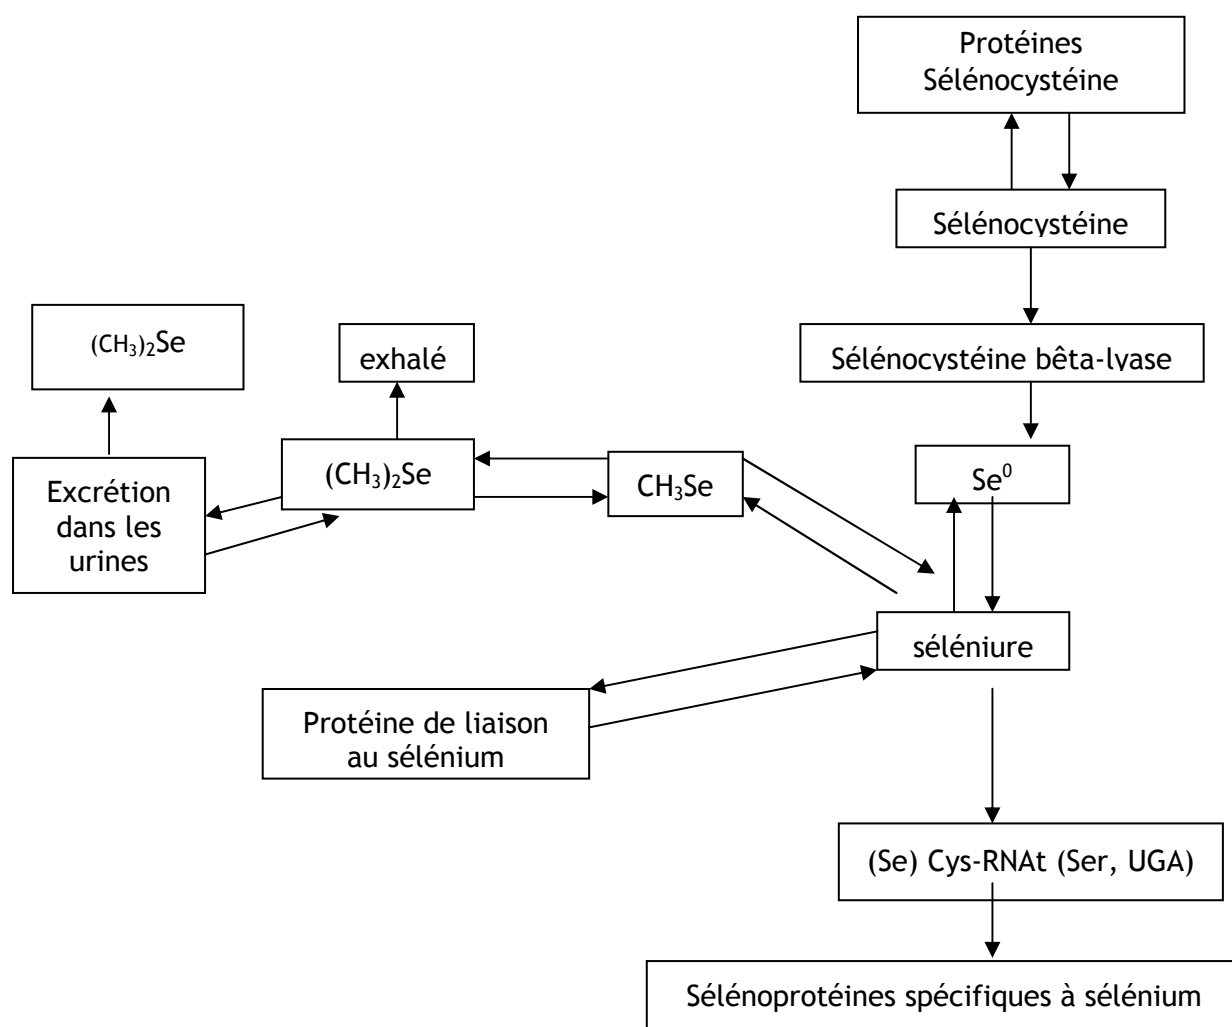 Protéines
Sélénocystéine
Sélénocystéine
(CH₃)₂Se
exhalé
Sélénocystéine bêta-lyase
Excrétion
dans les
urines
(CH₃)₂Se
CH₃Se
Se⁰
séléniure
Protéine de liaison
au sélénium
(Se) Cys-RNAt (Ser, UGA)
Sélénoprotéines spécifiques à sélénium